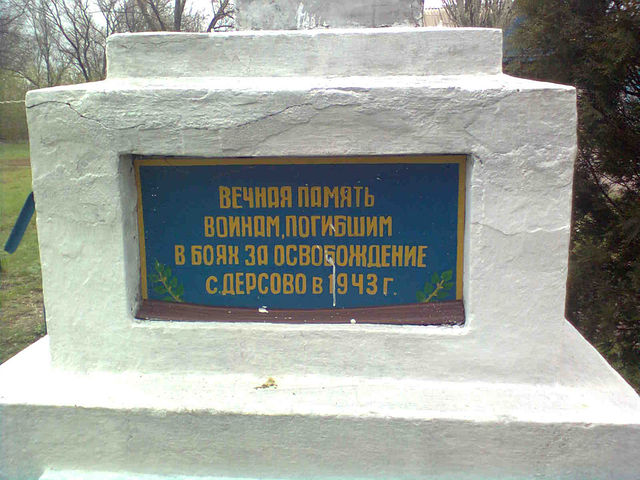 ВЕЧНАЯ ПАМЯТЬ
ВОИНАМ, ПОГИБШИМ
В БОЯХ ЗА ОСВОБОЖДЕНИЕ
С. ДЕРСОВО В 1943 Г.